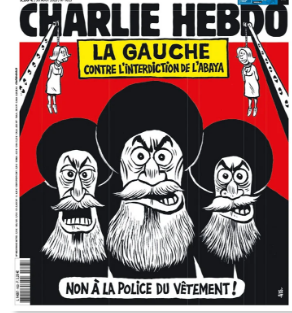 CHARLIE HEBDO
LA GAUCHE
CONTRE L'INTERDICTION DE L'ABAYA
NON À LA POLICE DU VÊTEMENT !